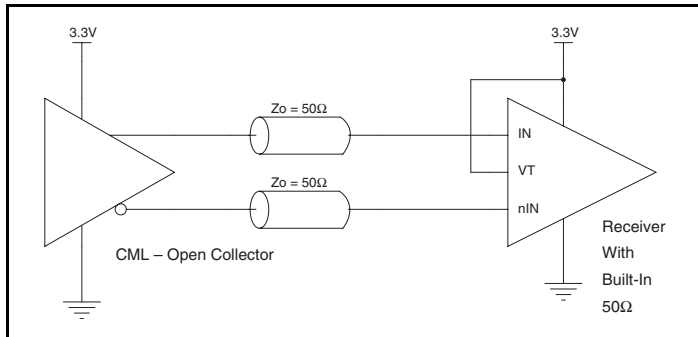 3.3V
3.3V
Zo = 50Ω
IN
VT
Zo = 50Ω
nIN
CML – Open Collector
Receiver
With
Built-In
50Ω